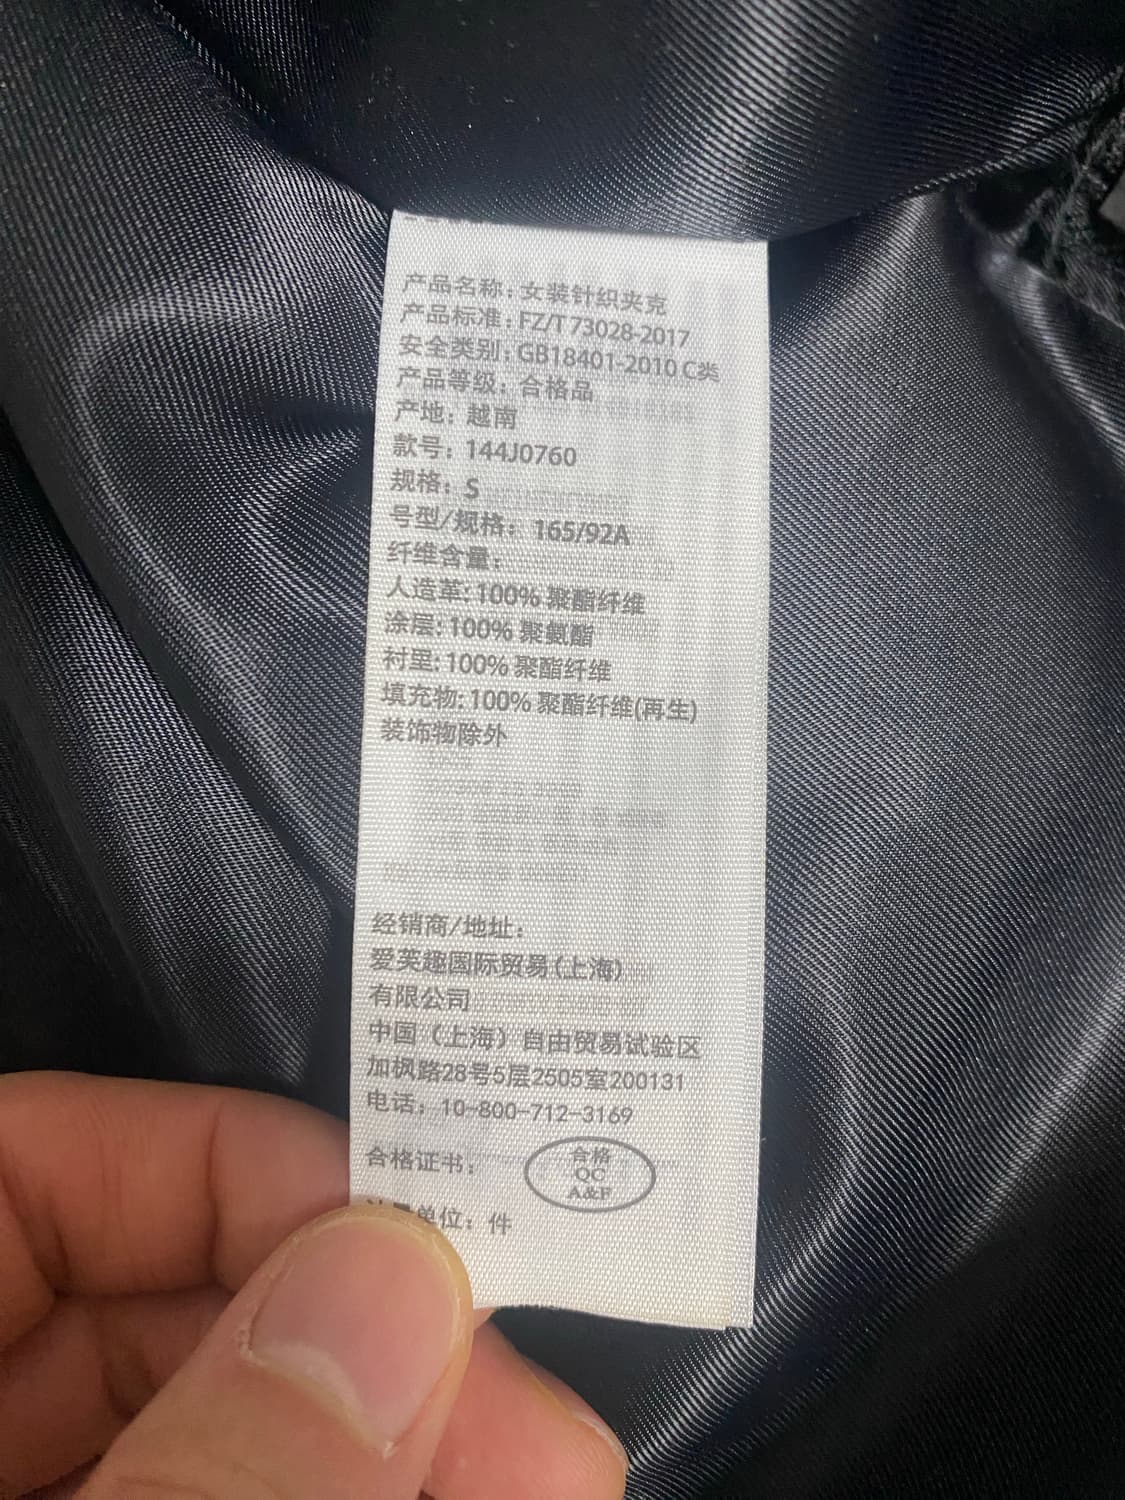 产品名称：女装针织夹克
产品标准：FZ/T 73028-2017
安全类别：GB18401-2010 C类
产品等级：合格品
产地：越南
款号：144J0760
规格：S
号型/规格：165/92A
纤维含量：
人造革：100% 聚酯纤维
涂层：100% 聚氨酯
衬里：100% 聚酯纤维
填充物：100% 聚酯纤维(再生)
装饰物除外
经销商/地址：
爱芙趣国际贸易（上海）
有限公司
中国（上海）自由贸易试验区
加枫路28号5层2505室200131
电话：10-800-712-3169
合格证书：
合格
QC
A&F
单位：件